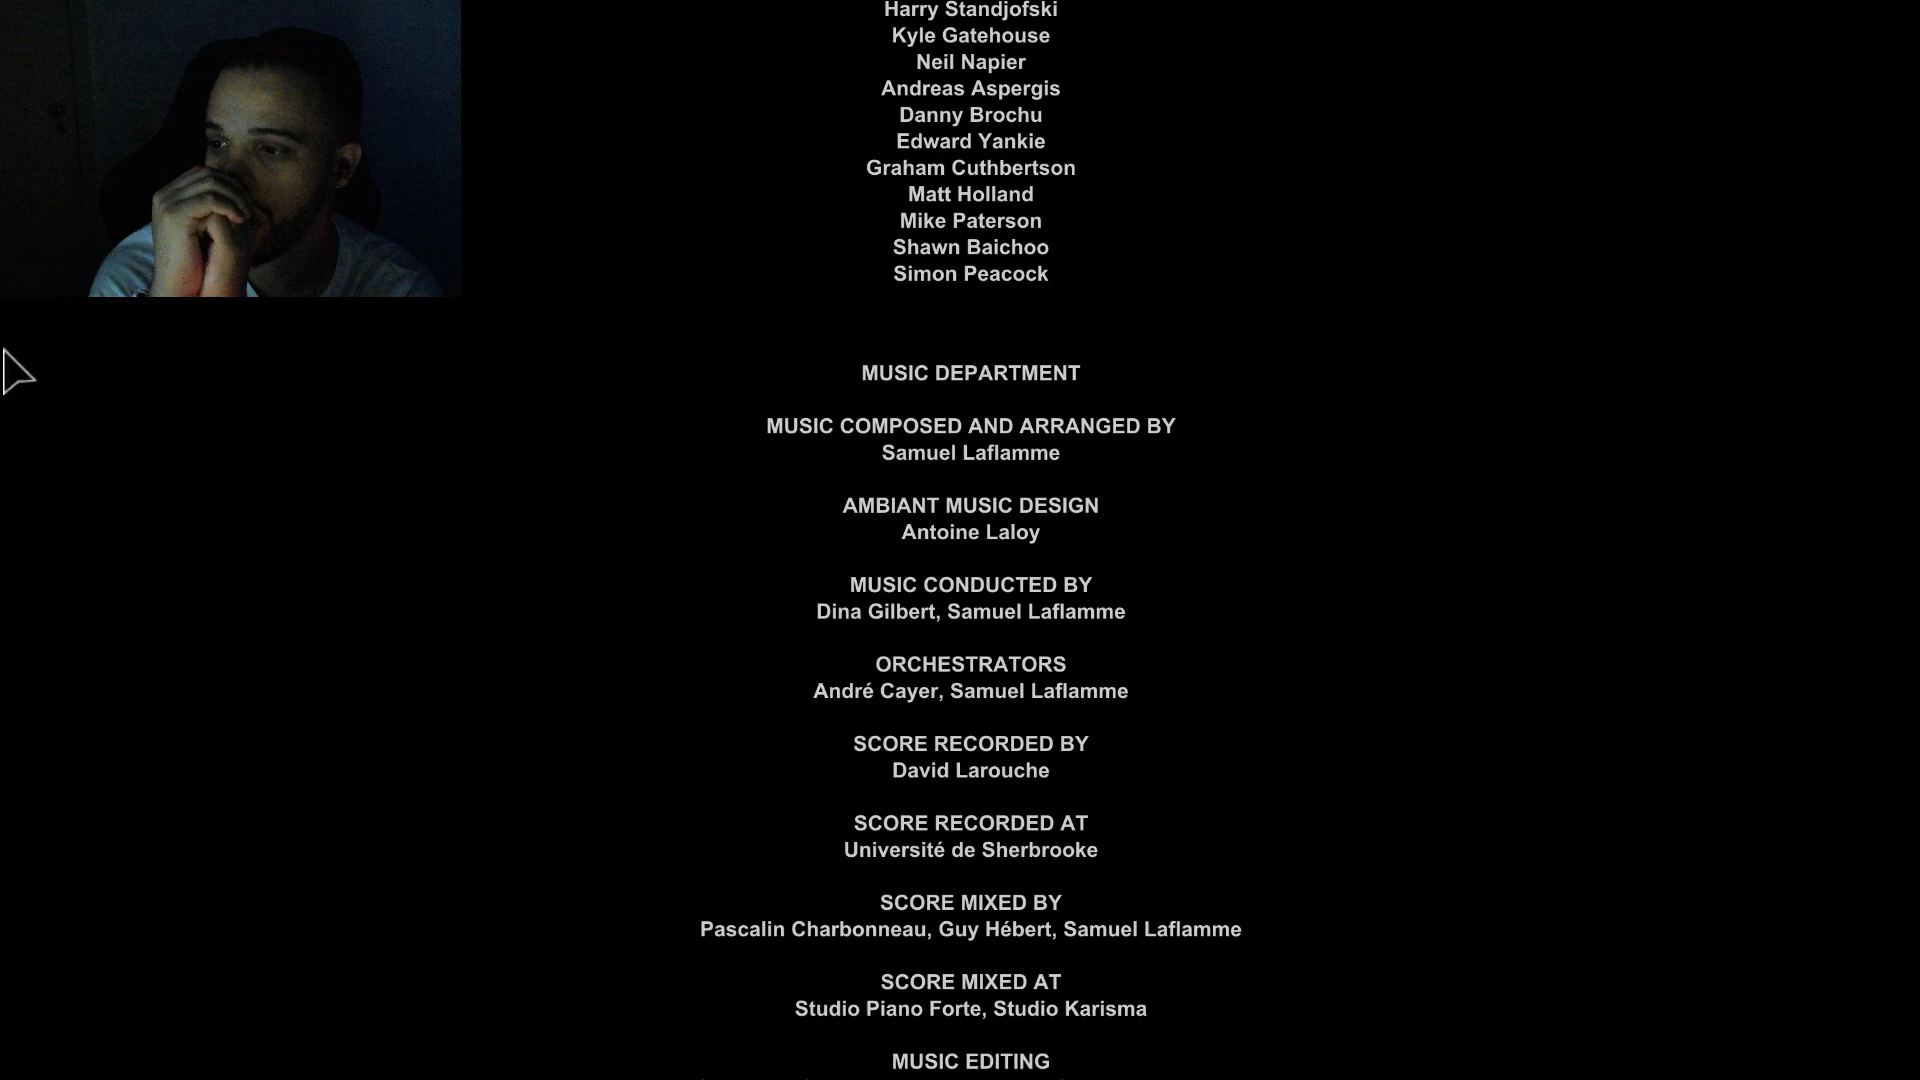 Harry Standjofski
Kyle Gatehouse
Neil Napier
Andreas Aspergis
Danny Brochu
Edward Yankie
Graham Cuthbertson
Matt Holland
Mike Paterson
Shawn Baichoo
Simon Peacock
MUSIC DEPARTMENT
MUSIC COMPOSED AND ARRANGED BY
Samuel Laflamme
AMBIANT MUSIC DESIGN
Antoine Laloy
MUSIC CONDUCTED BY
Dina Gilbert, Samuel Laflamme
ORCHESTRATORS
André Cayer, Samuel Laflamme
SCORE RECORDED BY
David Larouche
SCORE RECORDED AT
Université de Sherbrooke
SCORE MIXED BY
Pascalin Charbonneau, Guy Hébert, Samuel Laflamme
SCORE MIXED AT
Studio Piano Forte, Studio Karisma
MUSIC EDITING